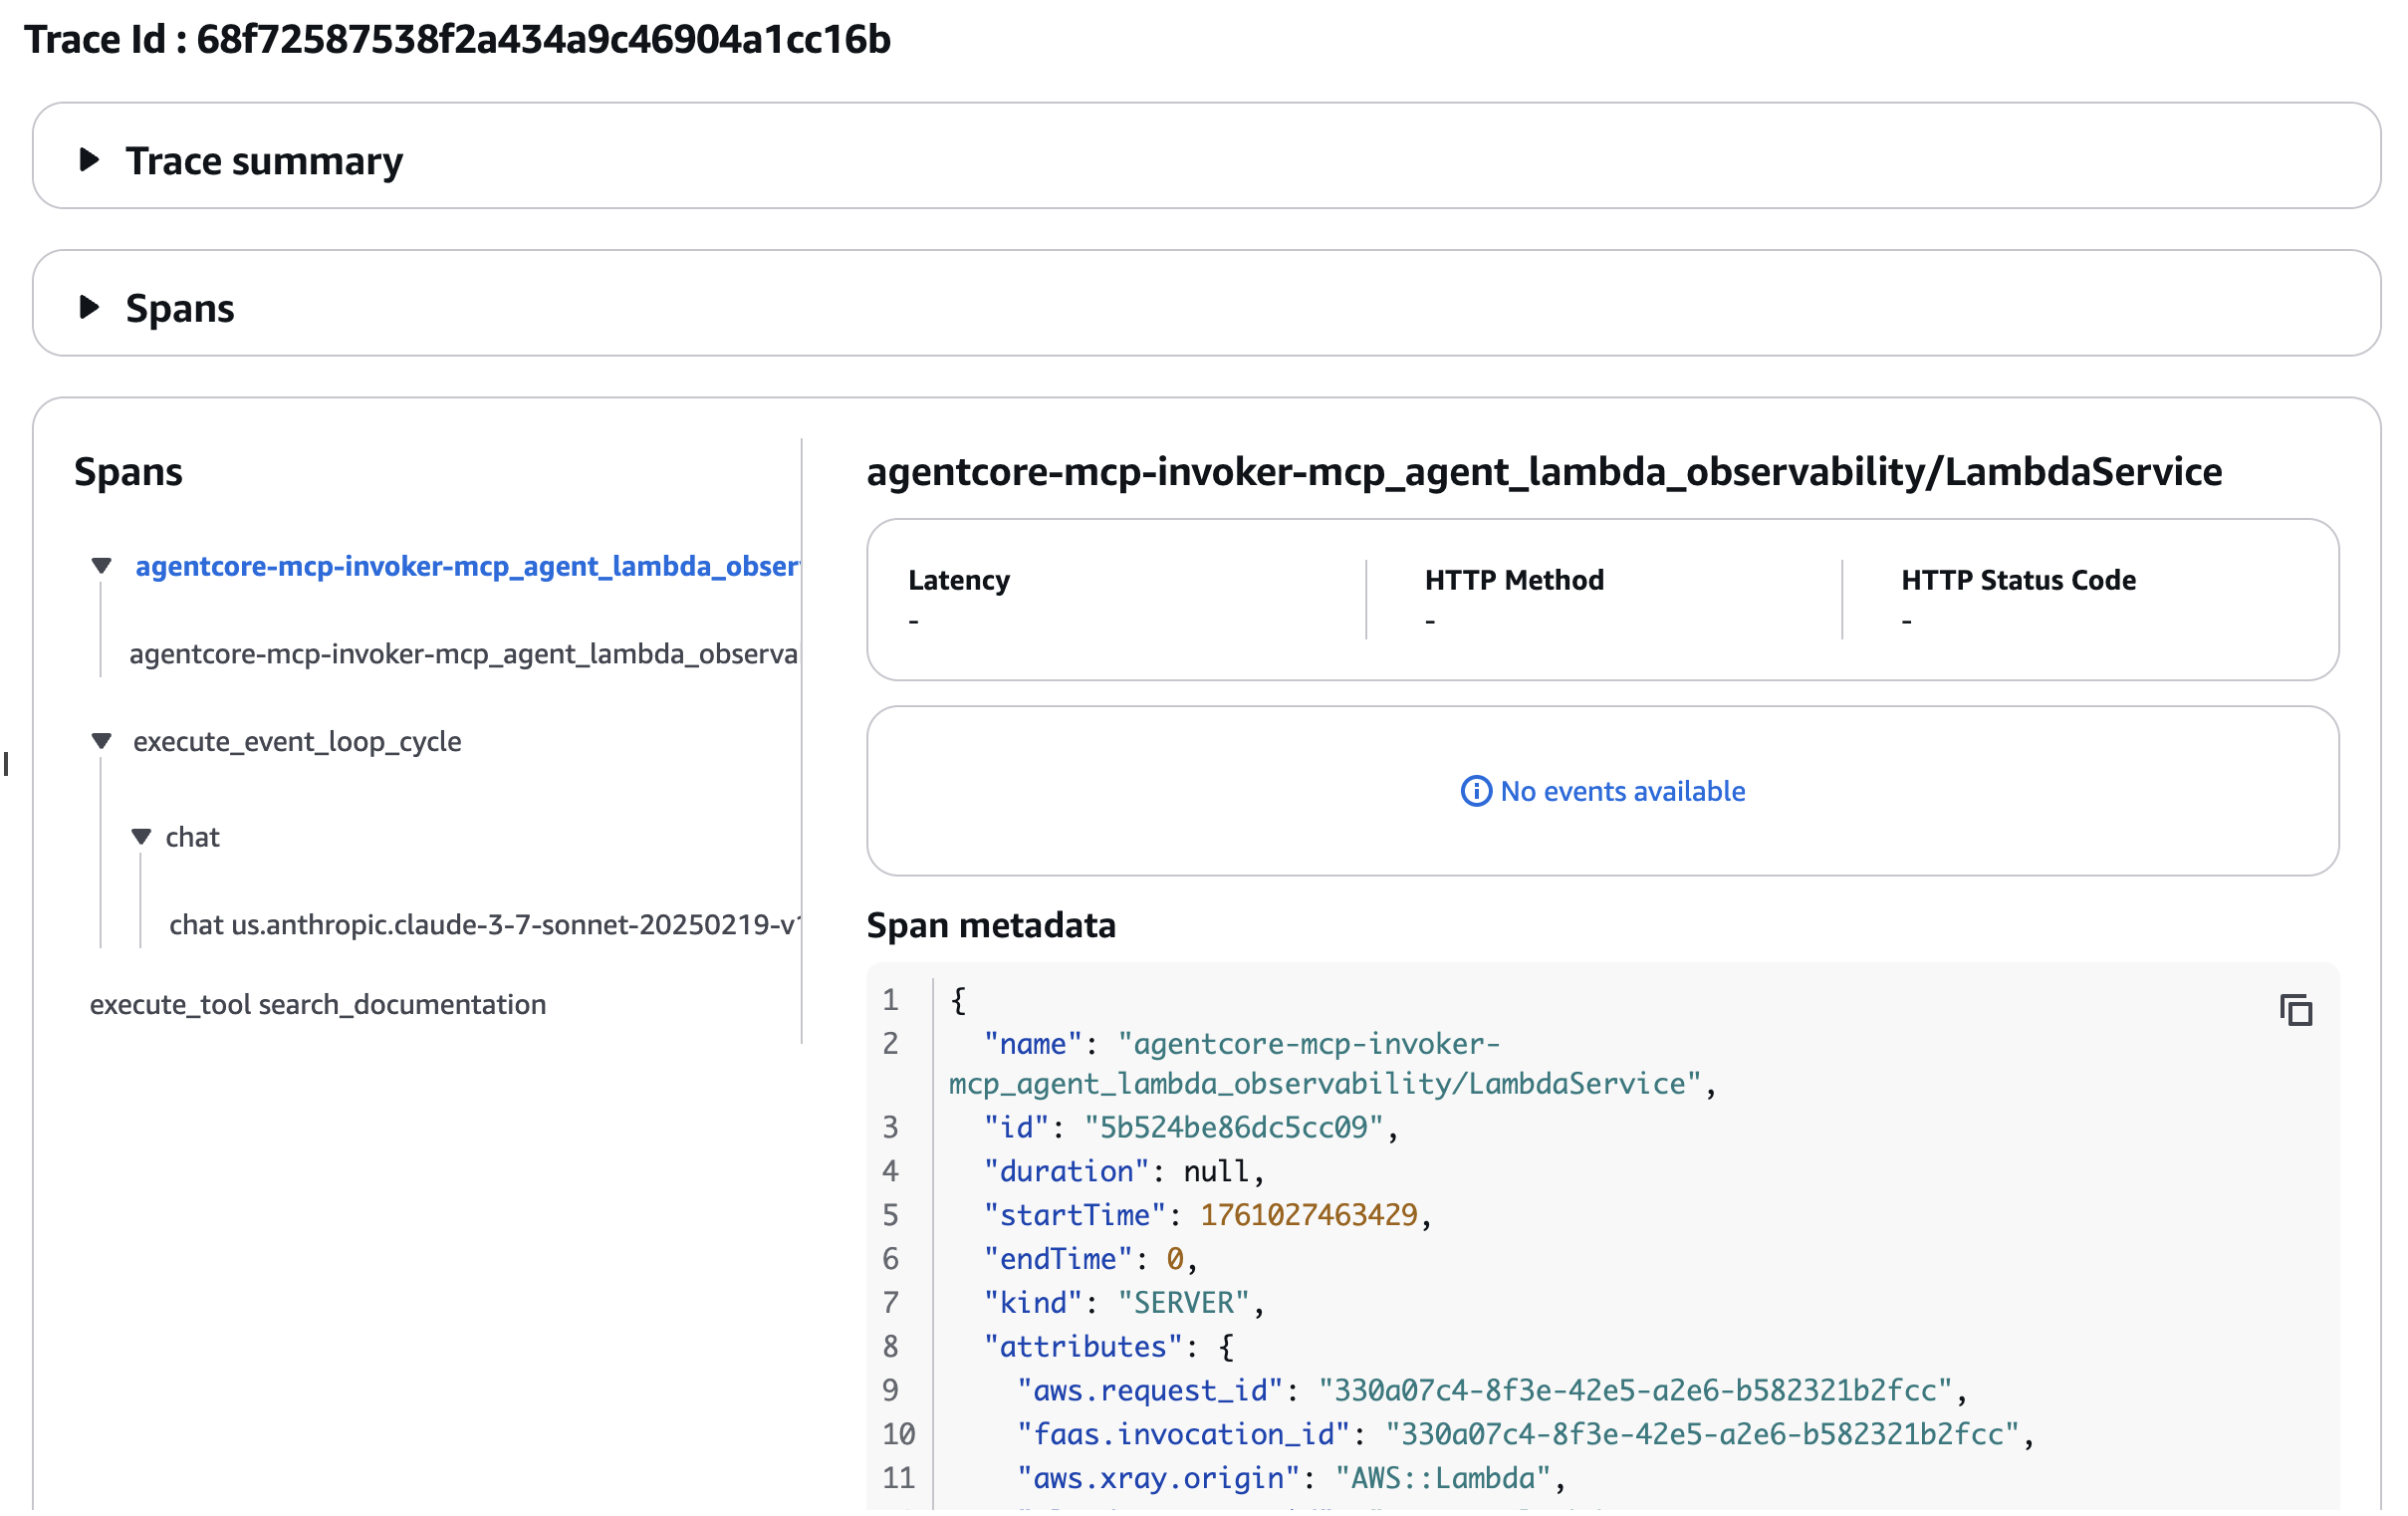 Trace Id : 68f72587538f2a434a9c46904a1cc16b
Trace summary
Spans
Spans
agentcore-mcp-invoker-mcp_agent_lambda_obser
agentcore-mcp-invoker-mcp_agent_lambda_observa
execute_event_loop_cycle
chat
chat us.anthropic.claude-3-7-sonnet-20250219-v1
execute_tool search_documentation
agentcore-mcp-invoker-mcp_agent_lambda_observability/LambdaService
Latency
-
HTTP Method
-
HTTP Status Code
-
No events available
Span metadata
1 {
2 "name": "agentcore-mcp-invoker-
mcp_agent_lambda_observability/LambdaService",
3 "id": "5b524be86dc5cc09",
4 "duration": null,
5 "startTime": 1761027463429,
6 "endTime": 0,
7 "kind": "SERVER",
8 "attributes": {
9 "aws.request_id": "330a07c4-8f3e-42e5-a2e6-b582321b2fcc",
10 "faas.invocation_id": "330a07c4-8f3e-42e5-a2e6-b582321b2fcc",
11 "aws.xray.origin": "AWS::Lambda",